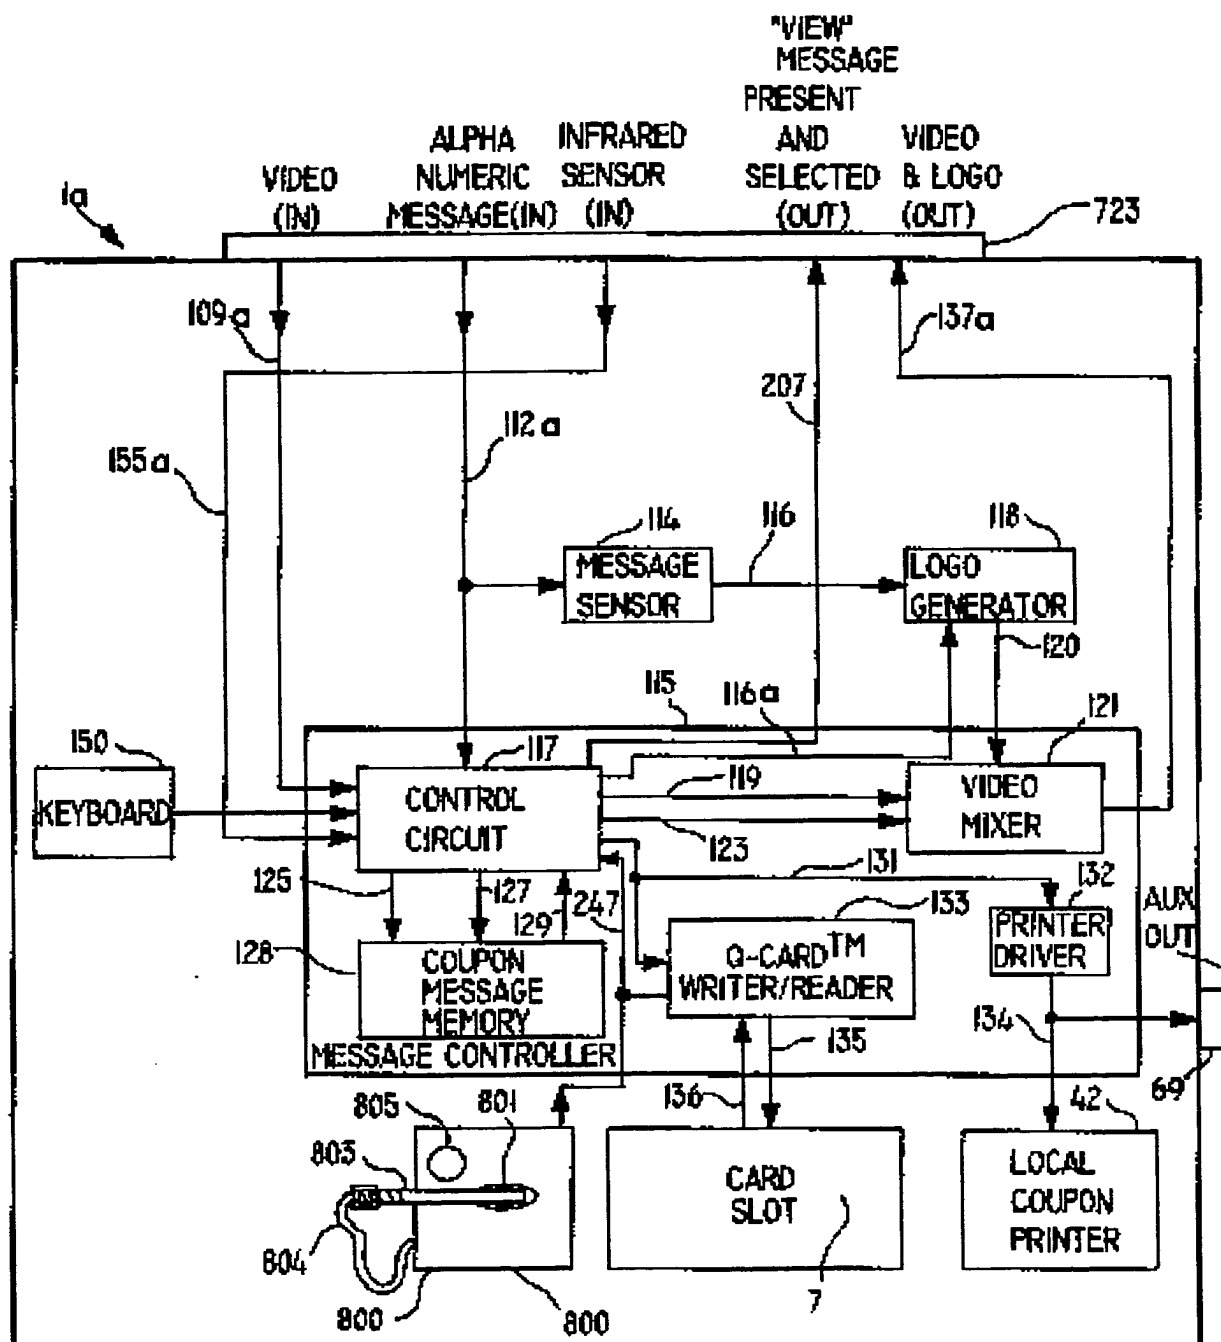 "VIEW"
MESSAGE
PRESENT
ALPHA INFRARED AND VIDEO
VIDEO NUMERIC SENSOR SELECTED & LOGO
(IN) MESSAGE(IN) (IN) (OUT) (OUT)
1a
723
109a
137a
207
112a
155a
114 116 118
MESSAGE
SENSOR
LOGO
GENERATOR
120
115 116a
121
150
117
KEYBOARD
CONTROL
CIRCUIT
119
VIDEO
MIXER
123
125 127 129 247
131
132
133
AUX
OUT
PRINTER
DRIVER
128
COUPON
MESSAGE
MEMORY
Q-CARD™
WRITER/READER
MESSAGE CONTROLLER
135
134
136
69
805 801
42
803
CARD
SLOT
LOCAL
COUPON
PRINTER
804
800 800
7